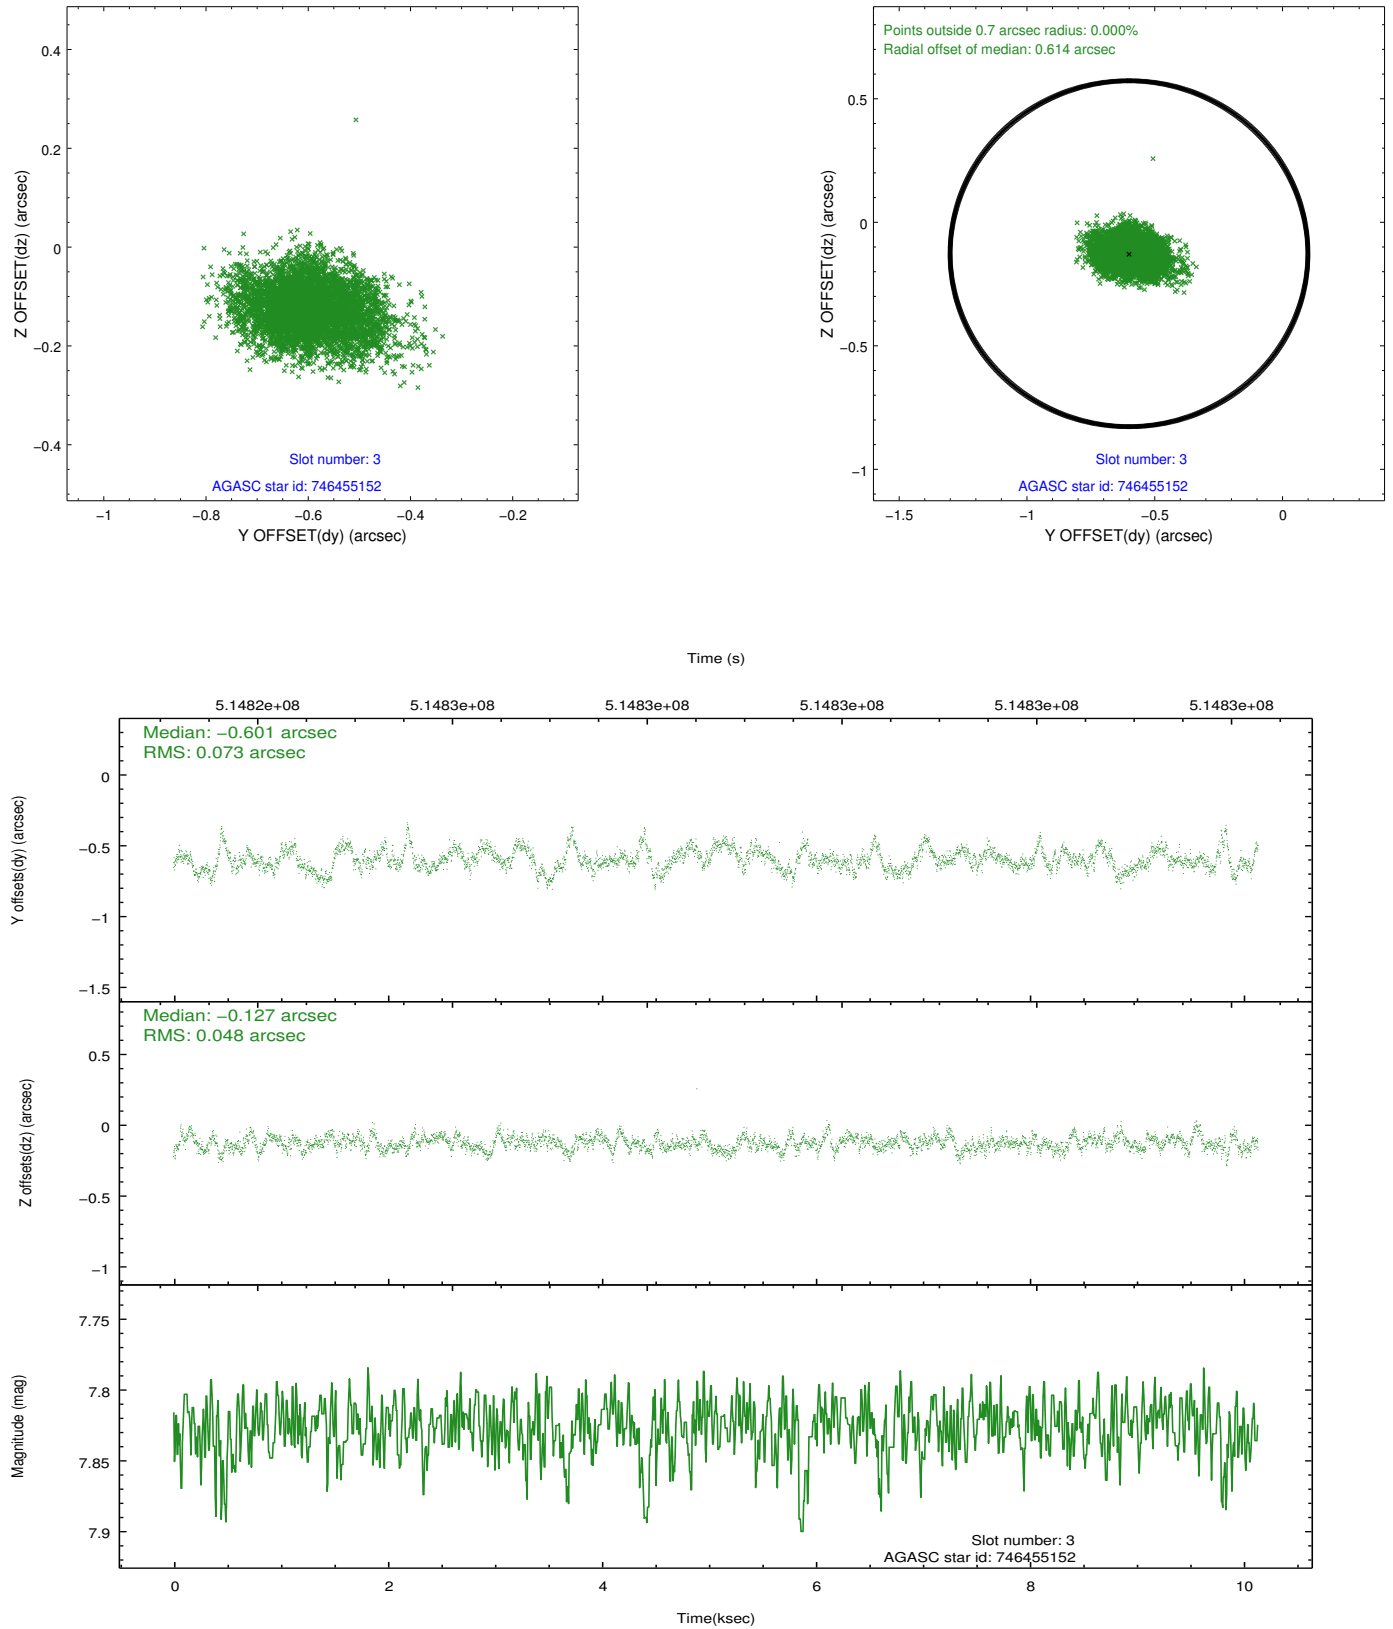 0.4
0.2
0
−0.2
−0.4
Z OFFSET(dz) (arcsec)
Slot number: 3
AGASC star id: 746455152
−1 −0.8 −0.6 −0.4 −0.2
Y OFFSET(dy) (arcsec)
Points outside 0.7 arcsec radius: 0.000%
Radial offset of median: 0.614 arcsec
0.5
0
−0.5
−1
Z OFFSET(dz) (arcsec)
Slot number: 3
AGASC star id: 746455152
−1.5 −1 −0.5 0
Y OFFSET(dy) (arcsec)
Time (s)
5.1482e+08 5.1483e+08 5.1483e+08 5.1483e+08 5.1483e+08 5.1483e+08
Median: −0.601 arcsec
RMS: 0.073 arcsec
0
−0.5
−1
−1.5
Y offsets(dy) (arcsec)
Median: −0.127 arcsec
RMS: 0.048 arcsec
0.5
0
−0.5
−1
Z offsets(dz) (arcsec)
7.75
7.8
7.85
7.9
Magnitude (mag)
Slot number: 3
AGASC star id: 746455152
0 2 4 6 8 10
Time(ksec)